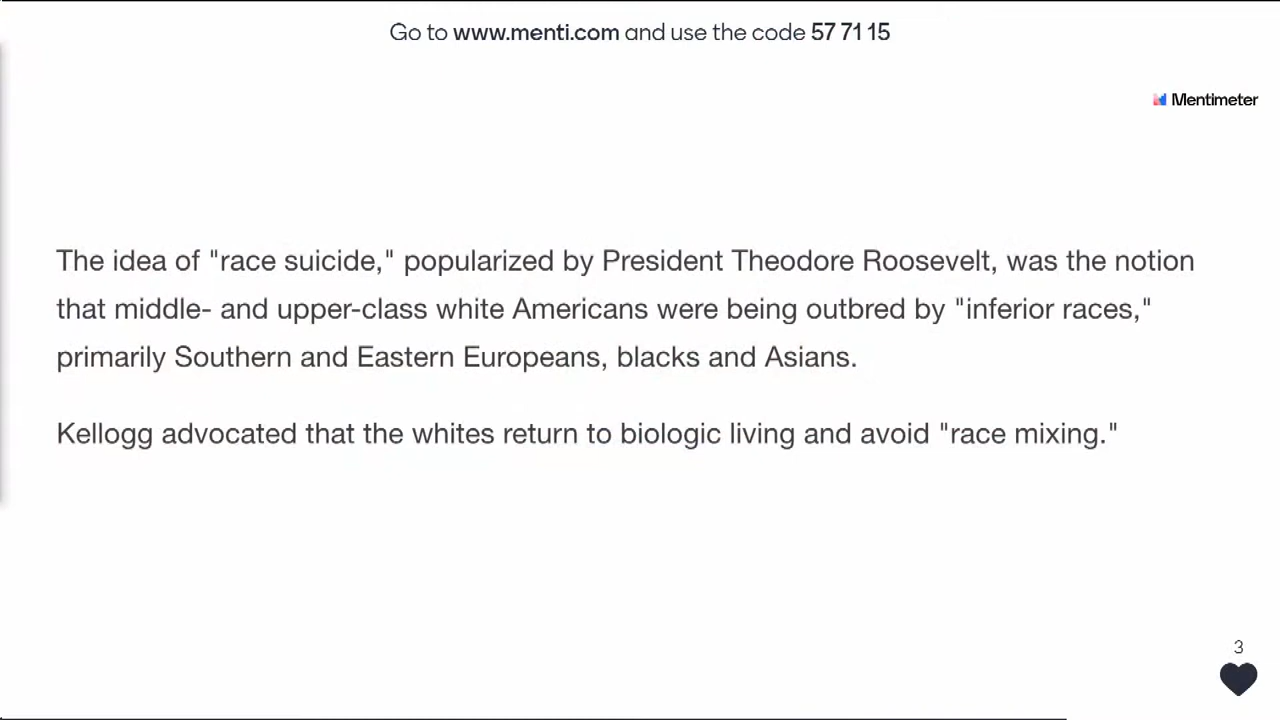 Go to www.menti.com and use the code 57 71 15
Mentimeter
The idea of "race suicide," popularized by President Theodore Roosevelt, was the notion
that middle- and upper-class white Americans were being outbred by "inferior races,"
primarily Southern and Eastern Europeans, blacks and Asians.
Kellogg advocated that the whites return to biologic living and avoid "race mixing."
3